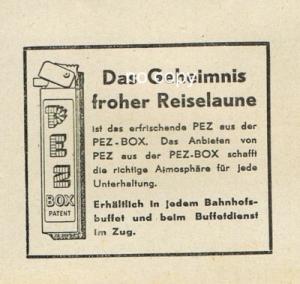 Das Geheimnis
froher Reiselaune
ist das erfrischende PEZ aus der
PEZ-BOX. Das Anbieten von
PEZ aus der PEZ-BOX schafft
die richtige Atmosphäre für jede
Unterhaltung.
Erhältlich in jedem Bahnhofs-
buffet und beim Buffetdienst
im Zug.
PEZ
BOX
PATENT